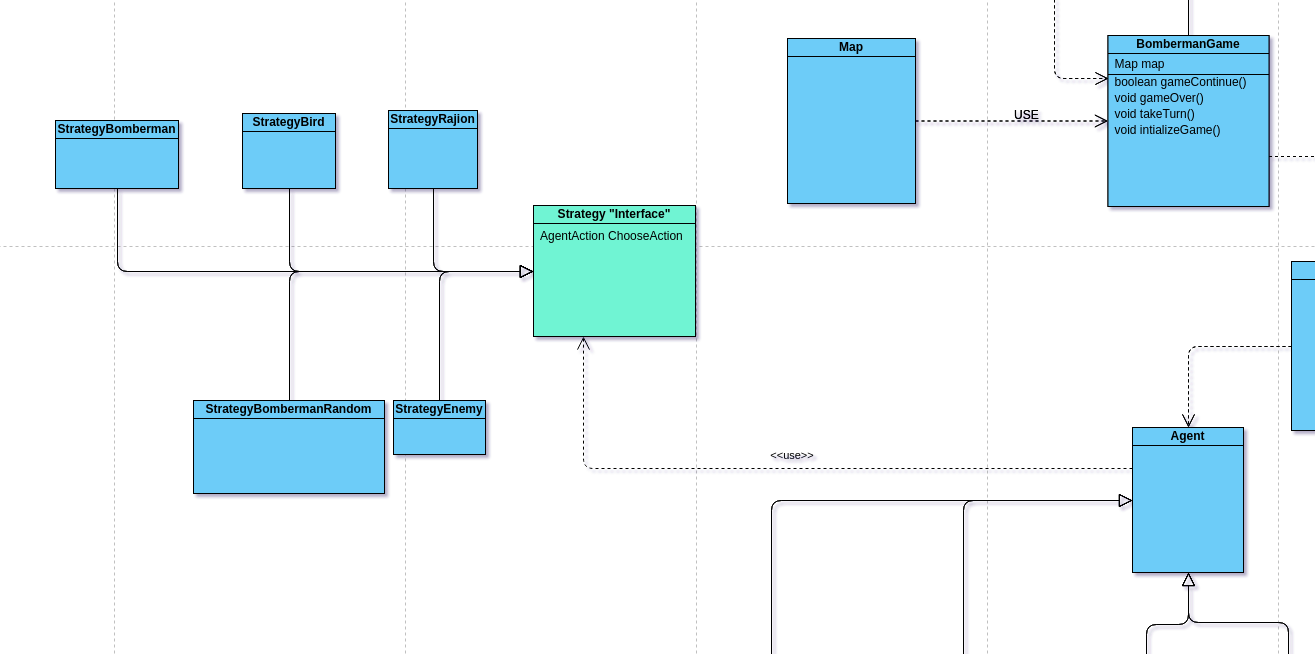 Map
BombermanGame
Map map
boolean gameContinue()
void gameOver()
void takeTurn()
void intializeGame()
USE
StrategyBomberman
StrategyBird
StrategyRajion
Strategy "Interface"
AgentAction ChooseAction
StrategyBombermanRandom
StrategyEnemy
<<use>>
Agent